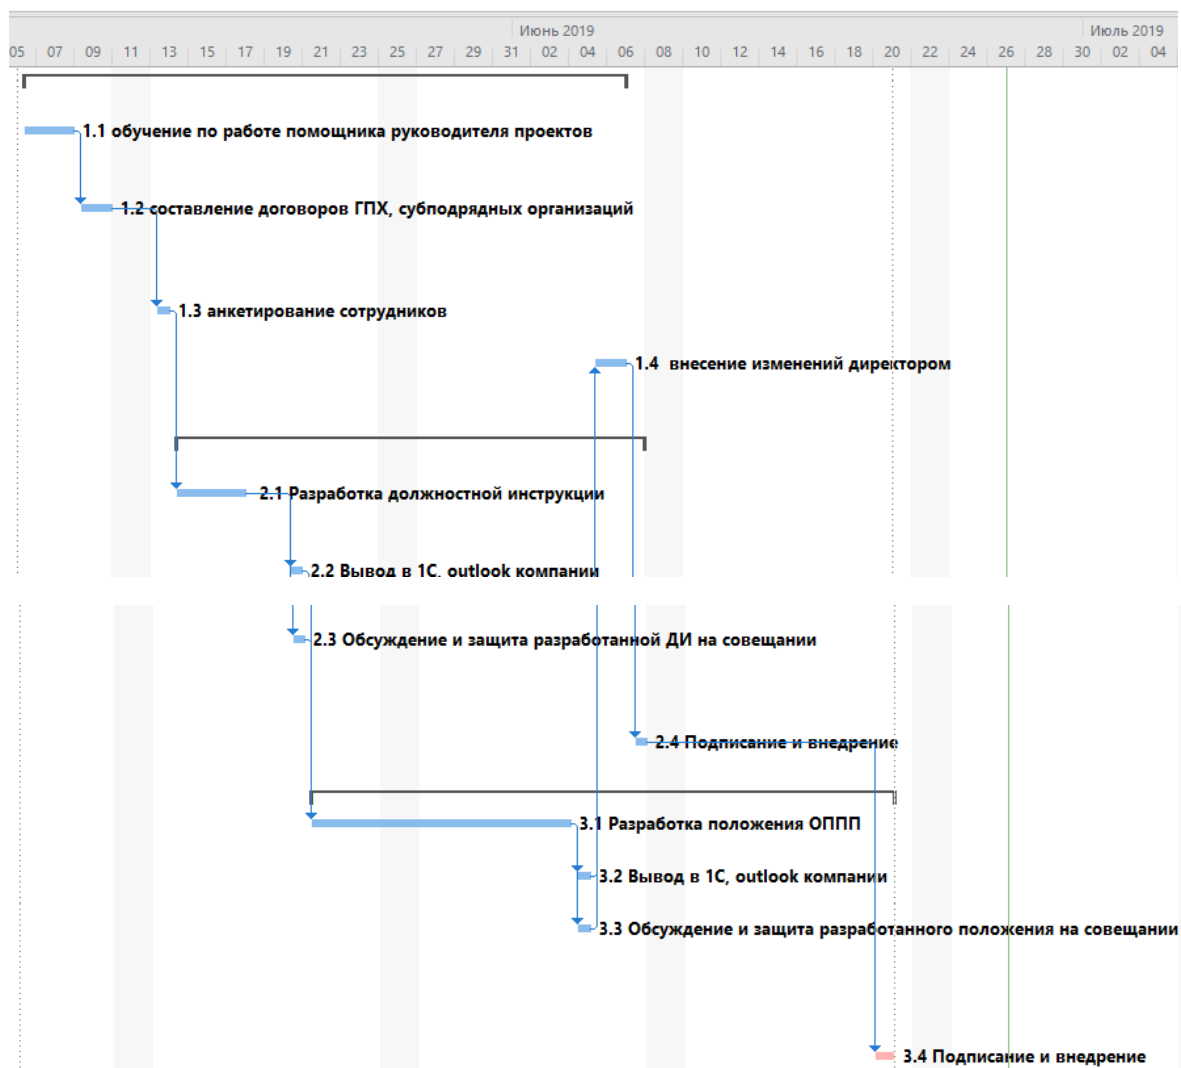 Июнь 2019 Июль 2019
05 07 09 11 13 15 17 19 21 23 25 27 29 31 02 04 06 08 10 12 14 16 18 20 22 24 26 28 30 02 04
1.1 обучение по работе помощника руководителя проектов
1.2 составление договоров ГПХ, субподрядных организаций
1.3 анкетирование сотрудников
1.4 внесение изменений директором
2.1 Разработка должностной инструкции
2.2 Вывод в 1С, outlook компании
2.3 Обсуждение и защита разработанной ДИ на совещании
2.4 Подписание и внедрение
3.1 Разработка положения ОППП
3.2 Вывод в 1С, outlook компании
3.3 Обсуждение и защита разработанного положения на совещании
3.4 Подписание и внедрение